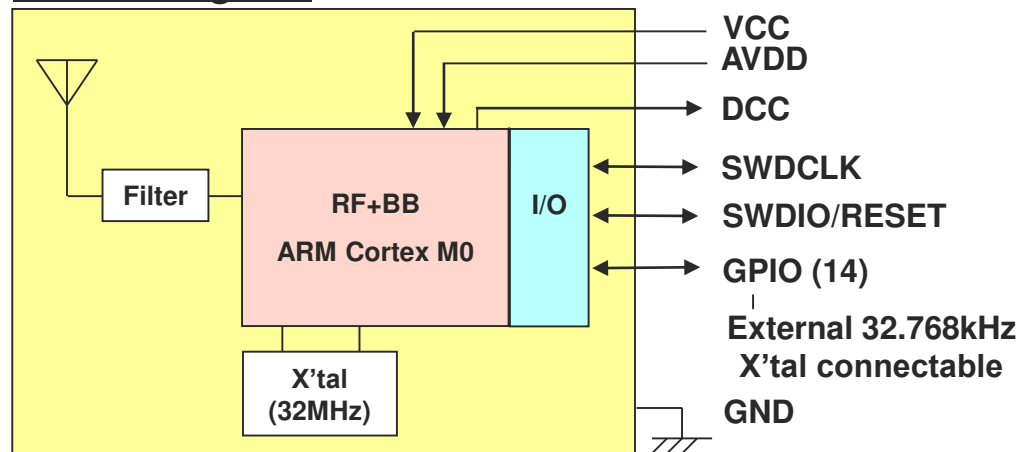 VCC
AVDD
DCC
SWDCLK
SWDIO/RESET
GPIO (14)
External 32.768kHz
X'tal connectable
GND
Filter
RF+BB
ARM Cortex M0
I/O
X’tal
(32MHz)